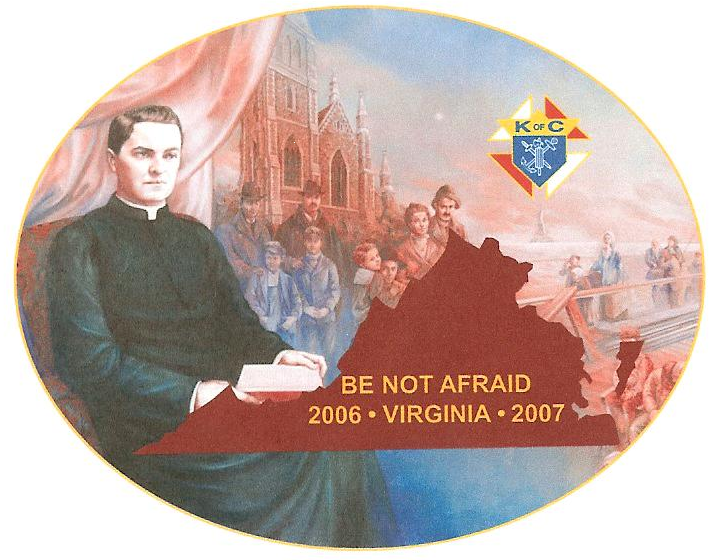 K OF C
BE NOT AFRAID
2006 • VIRGINIA • 2007